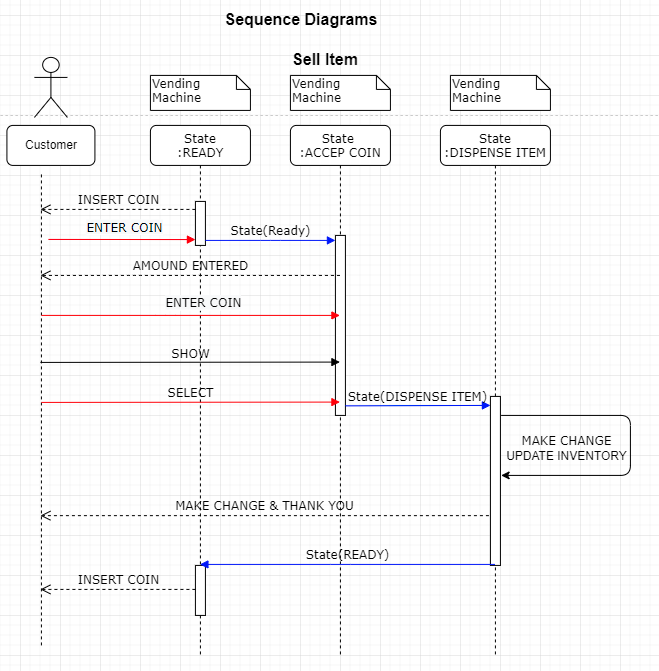 Sequence Diagrams
Sell Item
Vending
Machine
Vending
Machine
Vending
Machine
Customer
State
:READY
State
:ACCEP COIN
State
:DISPENSE ITEM
INSERT COIN
ENTER COIN
State(Ready)
AMOUND ENTERED
ENTER COIN
SHOW
SELECT
State(DISPENSE ITEM)
MAKE CHANGE
UPDATE INVENTORY
MAKE CHANGE & THANK YOU
State(READY)
INSERT COIN